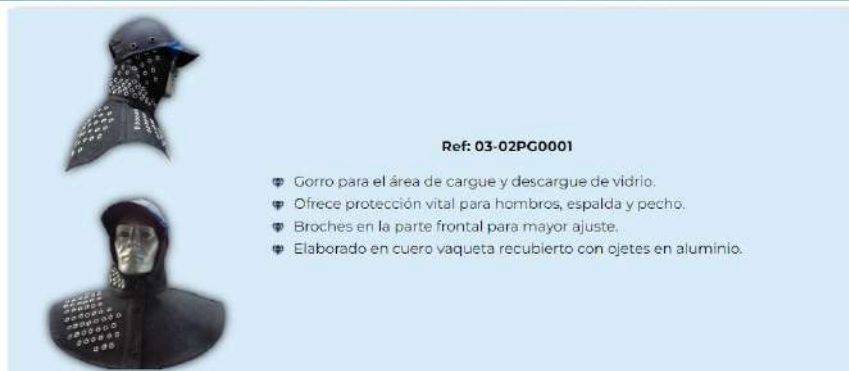 Ref: 03-02PG0001
Gorro para el área de cargue y descargue de vidrio.
Ofrece protección vital para hombros, espalda y pecho.
Broches en la parte frontal para mayor ajuste.
Elaborado en cuero vaqueta recubierto con ojetes en aluminio.